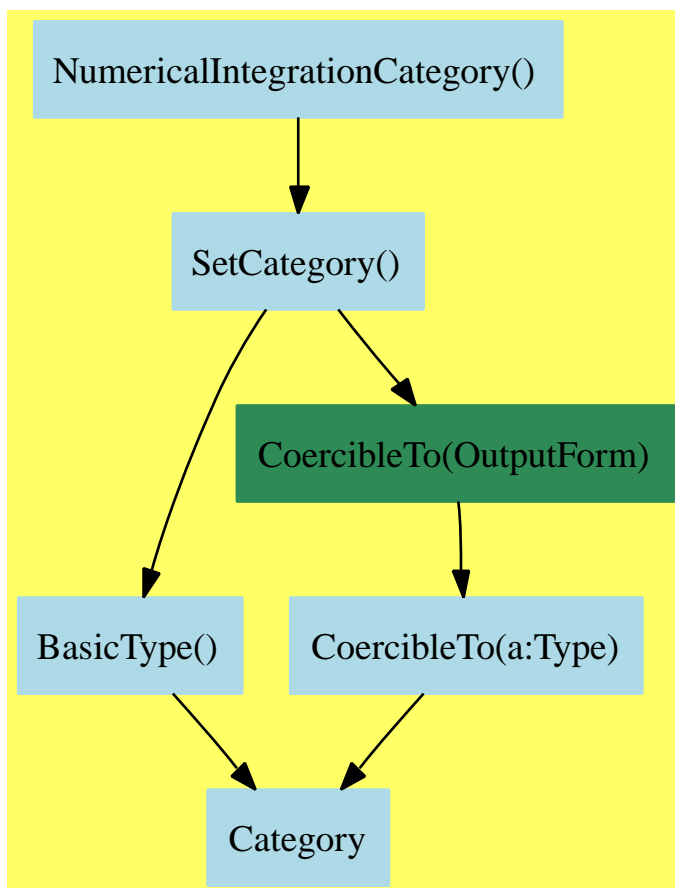 NumericalIntegrationCategory()
SetCategory()
CoercibleTo(OutputForm)
BasicType()
CoercibleTo(a:Type)
Category